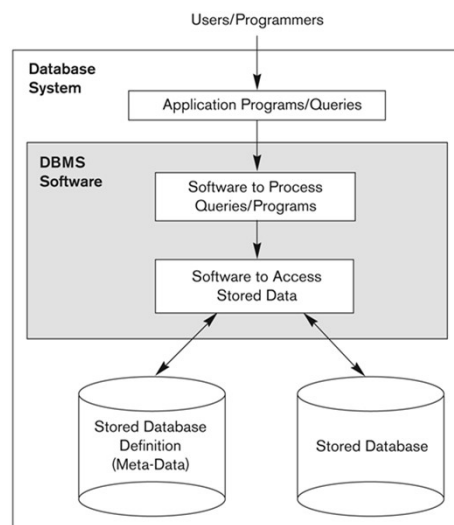 Users/Programmers
Database
System
Application Programs/Queries
DBMS
Software
Software to Process
Queries/Programs
Software to Access
Stored Data
Stored Database
Definition
(Meta-Data)
Stored Database